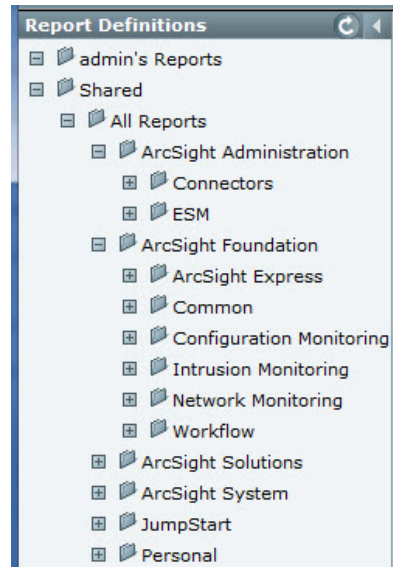 Report Definitions
admin's Reports
Shared
All Reports
ArcSight Administration
Connectors
ESM
ArcSight Foundation
ArcSight Express
Common
Configuration Monitoring
Intrusion Monitoring
Network Monitoring
Workflow
ArcSight Solutions
ArcSight System
JumpStart
Personal